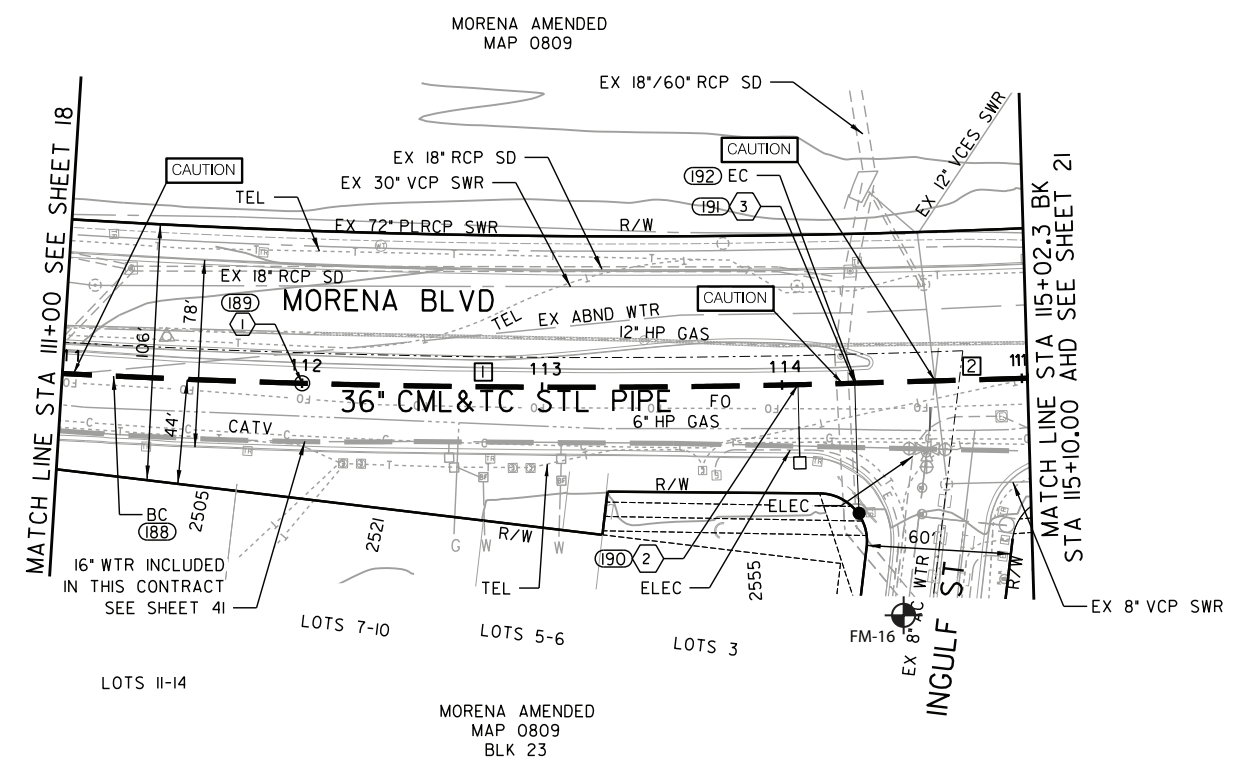 MORENA AMENDED
MAP 0809
EX 18"/60" RCP SD
MATCH LINE STA 111+00 SEE SHEET 18
CAUTION
TEL
EX 18" RCP SD
EX 30" VCP SWR
EX 72" PLRCP SWR
R/W
CAUTION
192 EC
191 3
EX 12" VCES SWR
MATCH LINE STA 115+02.3 BK
STA 115+10.00 AHD SEE SHEET 21
EX 18" RCP SD
189
1
MORENA BLVD
TEL
EX ABND WTR
12" HP GAS
CAUTION
106'
78'
44'
11
112
1
113
114
2
111
36" CML&TC STL PIPE
FO
6" HP GAS
CATV
BC
188
2505
2521
2555
R/W
R/W
G W W
ELEC
60'
R/W
190 2
TEL
ELEC
16" WTR INCLUDED
IN THIS CONTRACT
SEE SHEET 41
EX 8" VCP SWR
FM-16
EX 8" AC WTR
INGULF ST
LOTS 7-10
LOTS 5-6
LOTS 3
LOTS 11-14
MORENA AMENDED
MAP 0809
BLK 23